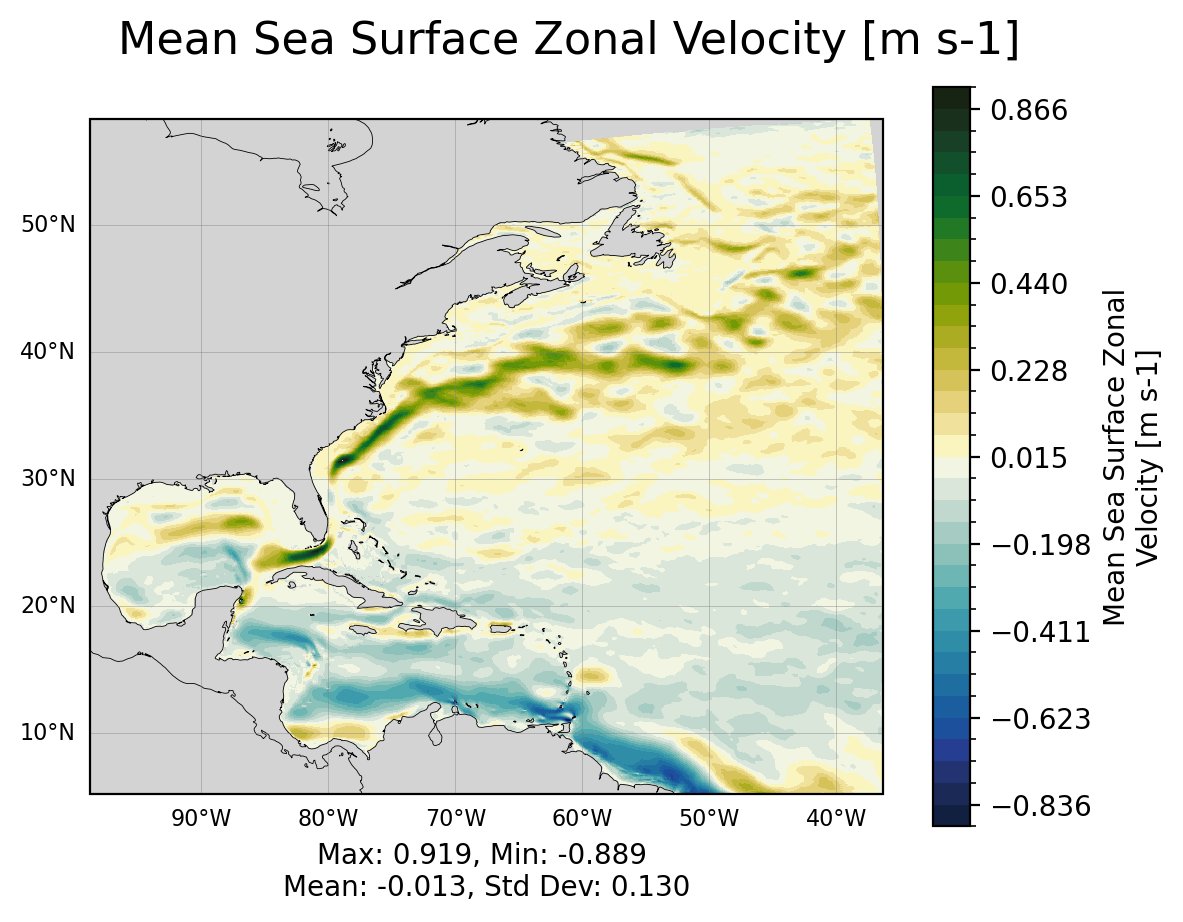 Mean Sea Surface Zonal Velocity [m s-1]
50°N
40°N
30°N
20°N
10°N
90°W 80°W 70°W 60°W 50°W 40°W
Max: 0.919, Min: -0.889
Mean: -0.013, Std Dev: 0.130
0.866
0.653
0.440
0.228
0.015
−0.198
−0.411
−0.623
−0.836
Mean Sea Surface Zonal
Velocity [m s-1]